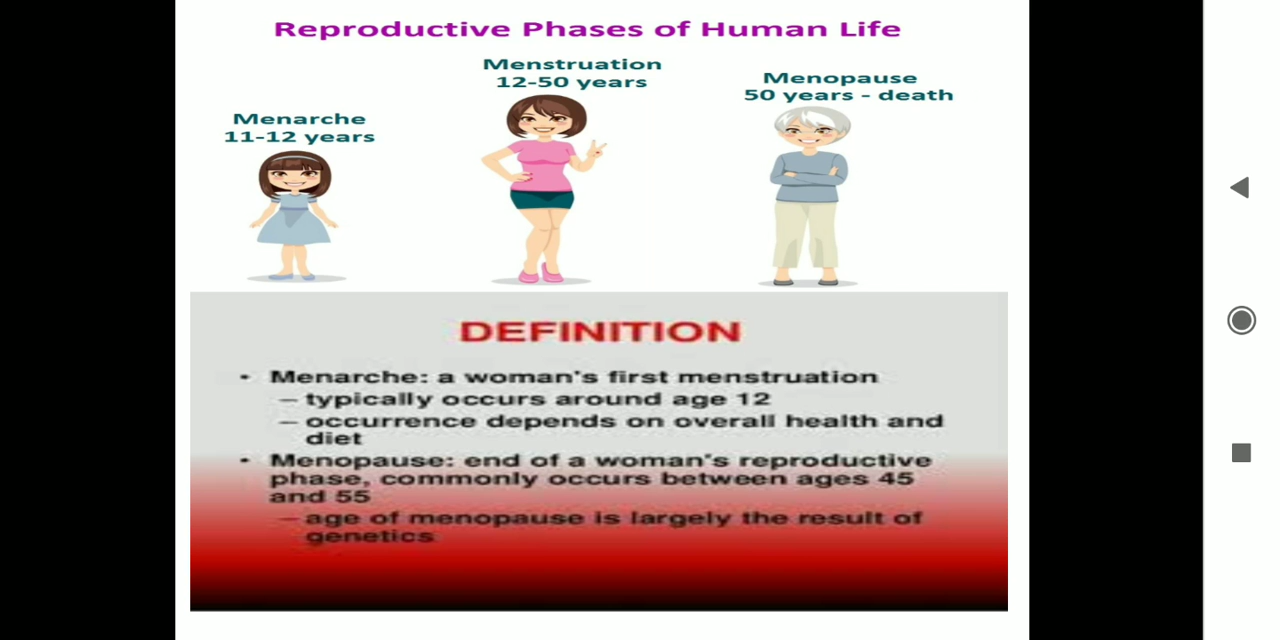 Reproductive Phases of Human Life
Menstruation
12-50 years
Menopause
50 years - death
Menarche
11-12 years
DEFINITION
• Menarche: a woman's first menstruation
– typically occurs around age 12
– occurrence depends on overall health and
diet
• Menopause: end of a woman's reproductive
phase, commonly occurs between ages 45
and 55
– age of menopause is largely the result of
genetics